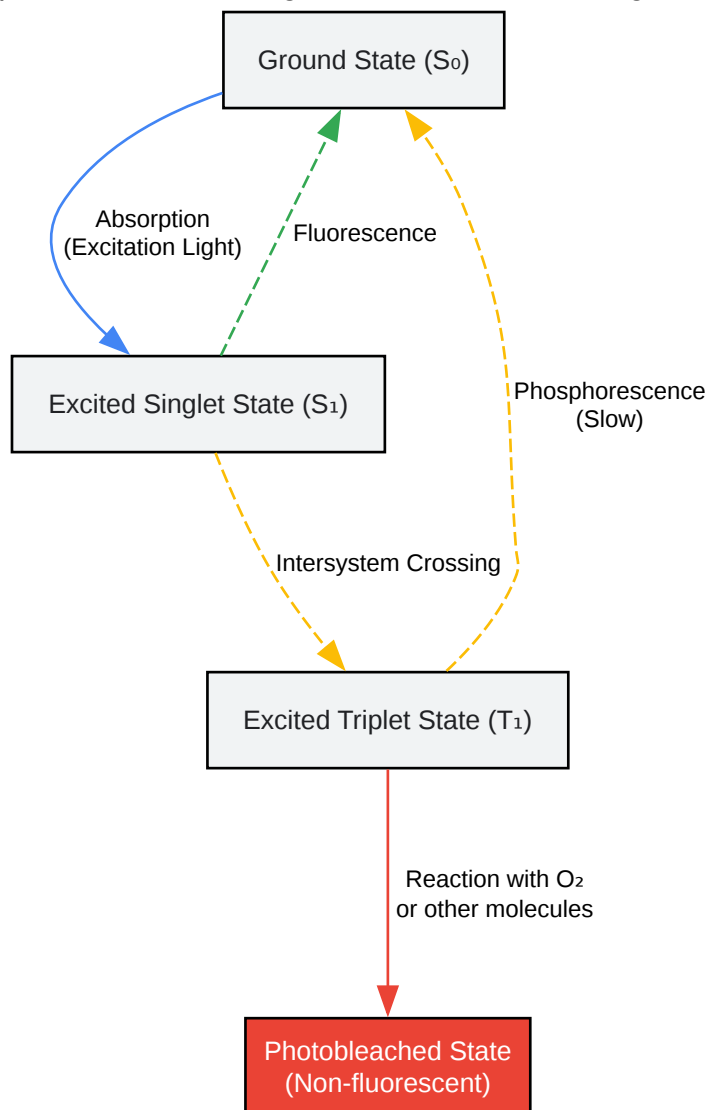 Ground State (S₀)
Absorption
(Excitation Light)
Fluorescence
Excited Singlet State (S₁)
Phosphorescence
(Slow)
Intersystem Crossing
Excited Triplet State (T₁)
Reaction with O₂
or other molecules
Photobleached State
(Non-fluorescent)